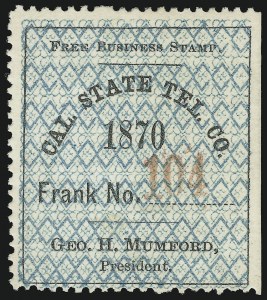 FREE BUSINESS STAMP.
CAL. STATE TEL. CO.
1870
Frank No. 104
GEO. H. MUMFORD,
President.